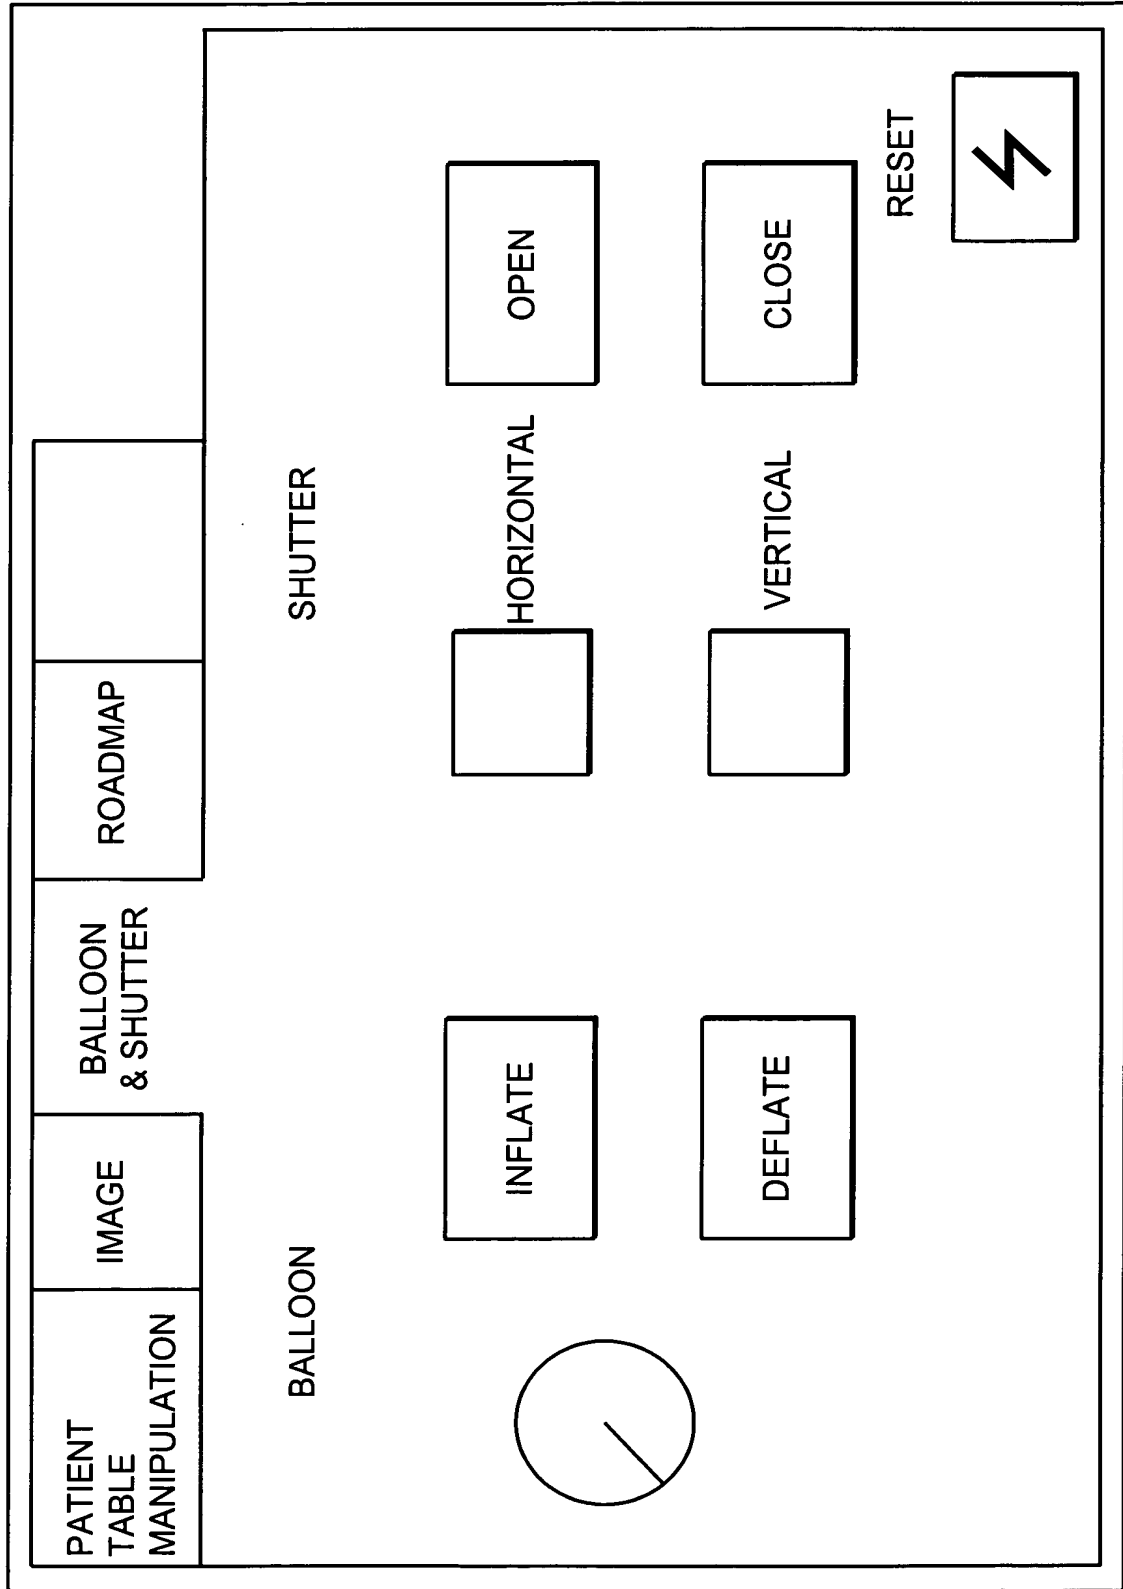 PATIENT
TABLE
MANIPULATION
IMAGE
BALLOON
& SHUTTER
ROADMAP
BALLOON
SHUTTER
INFLATE
HORIZONTAL
OPEN
DEFLATE
VERTICAL
CLOSE
RESET